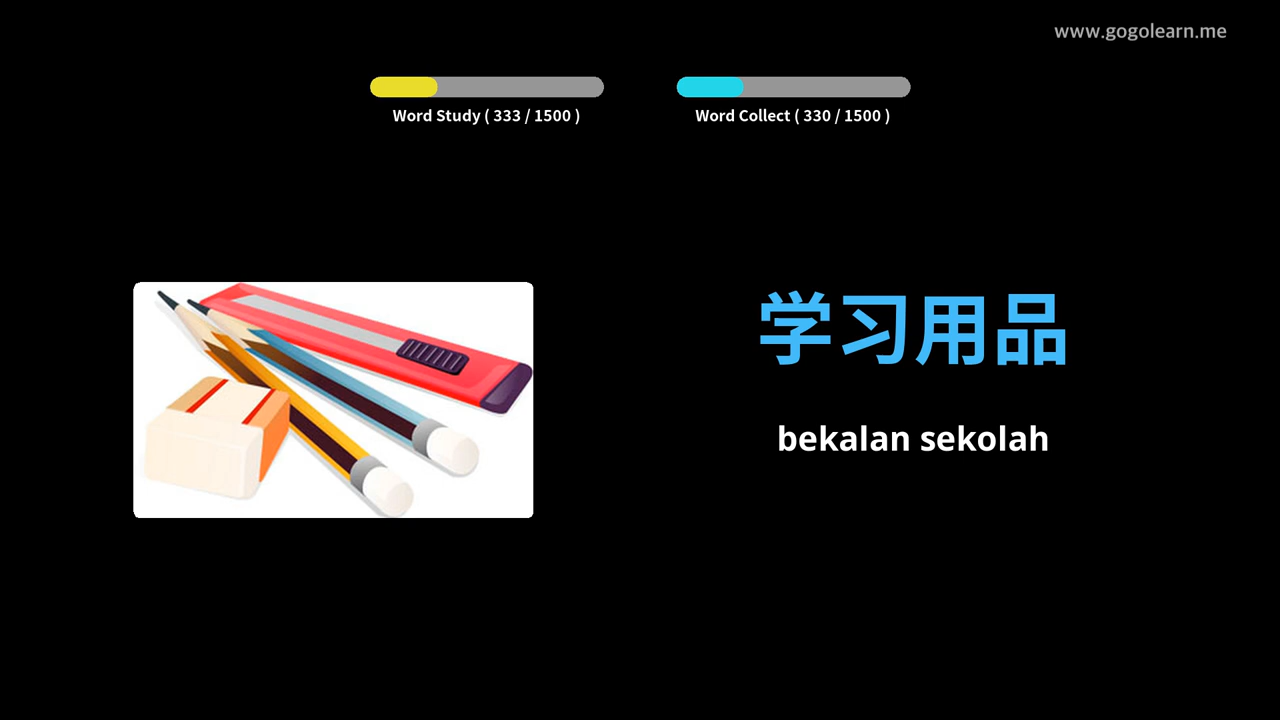 www.gogolearn.me
Word Study ( 333 / 1500 )
Word Collect ( 330 / 1500 )
学习用品
bekalan sekolah